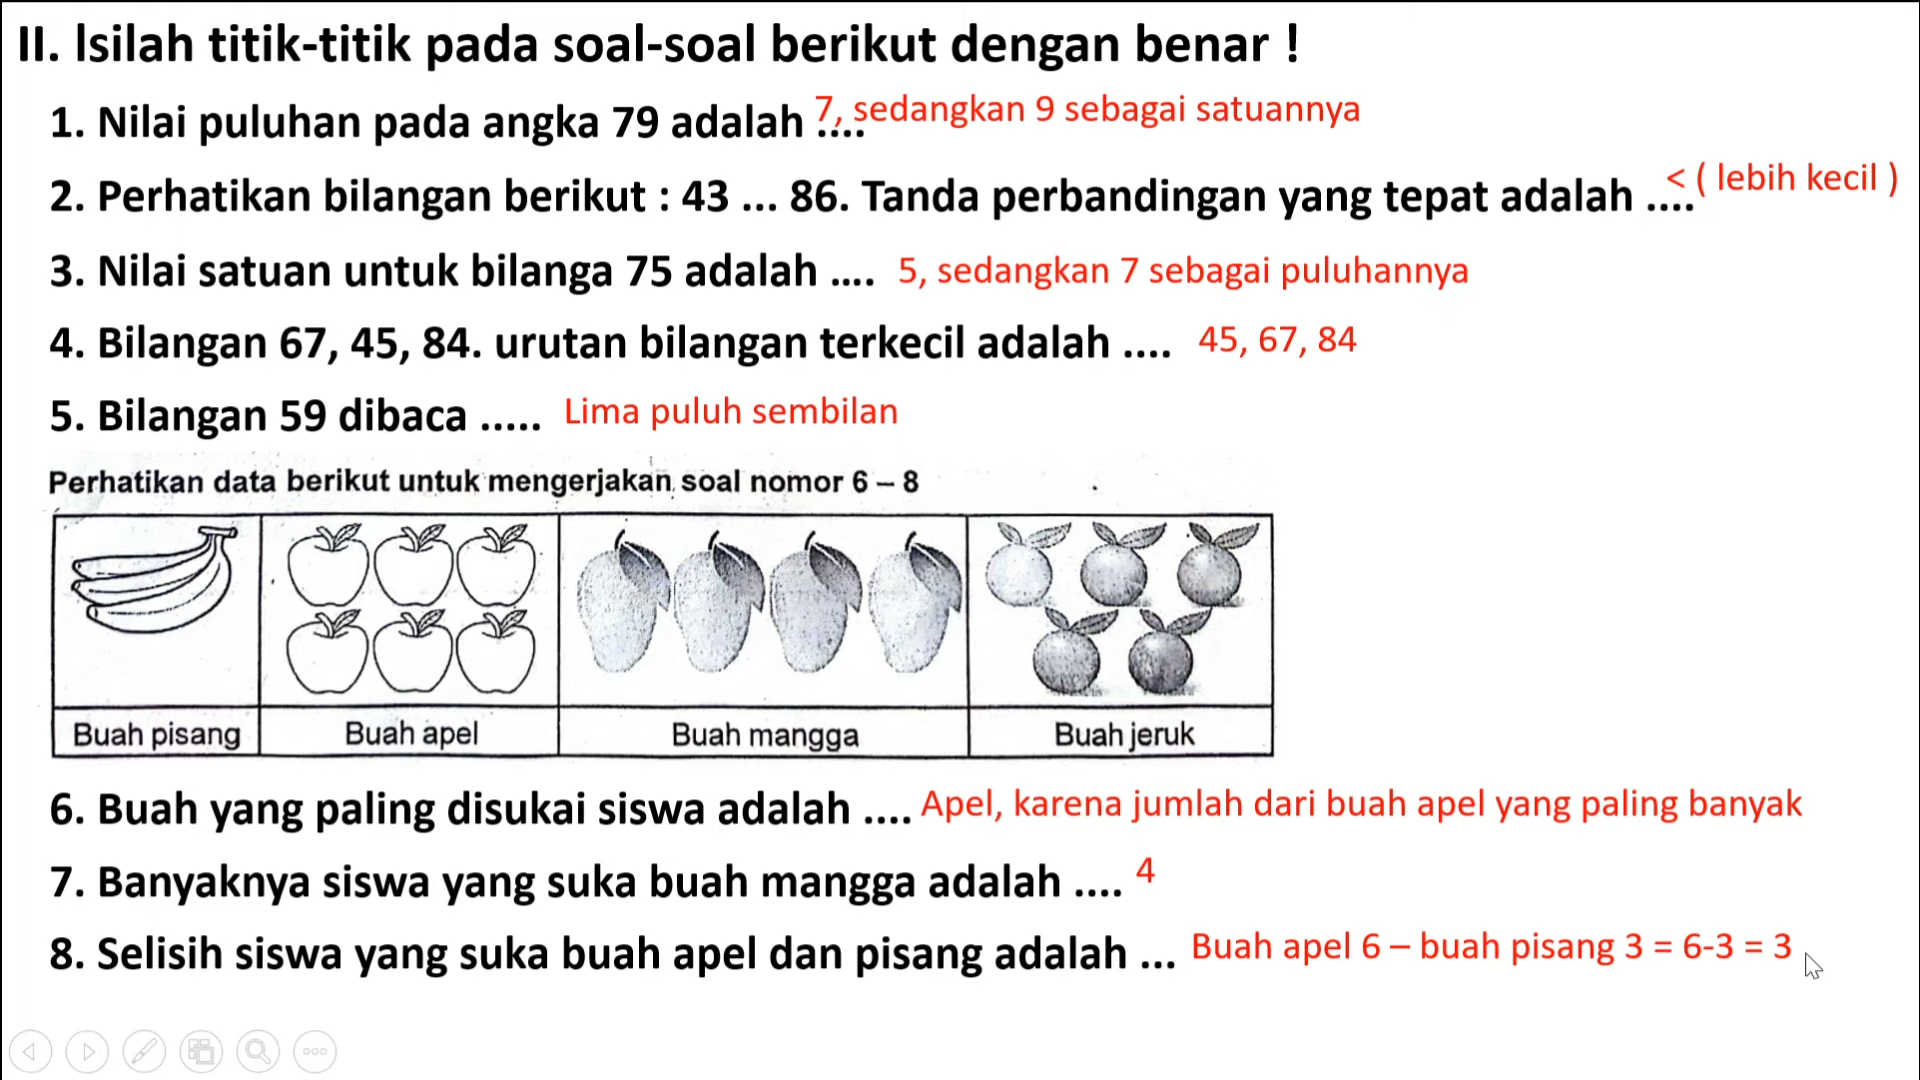 II. Isilah titik-titik pada soal-soal berikut dengan benar !
1. Nilai puluhan pada angka 79 adalah .... 7, sedangkan 9 sebagai satuannya
2. Perhatikan bilangan berikut : 43 ... 86. Tanda perbandingan yang tepat adalah .... < ( lebih kecil )
3. Nilai satuan untuk bilanga 75 adalah .... 5, sedangkan 7 sebagai puluhannya
4. Bilangan 67, 45, 84. urutan bilangan terkecil adalah .... 45, 67, 84
5. Bilangan 59 dibaca ..... Lima puluh sembilan
Perhatikan data berikut untuk mengerjakan soal nomor 6 – 8
Buah pisang Buah apel Buah mangga Buah jeruk
6. Buah yang paling disukai siswa adalah .... Apel, karena jumlah dari buah apel yang paling banyak
7. Banyaknya siswa yang suka buah mangga adalah .... 4
8. Selisih siswa yang suka buah apel dan pisang adalah ... Buah apel 6 – buah pisang 3 = 6-3 = 3